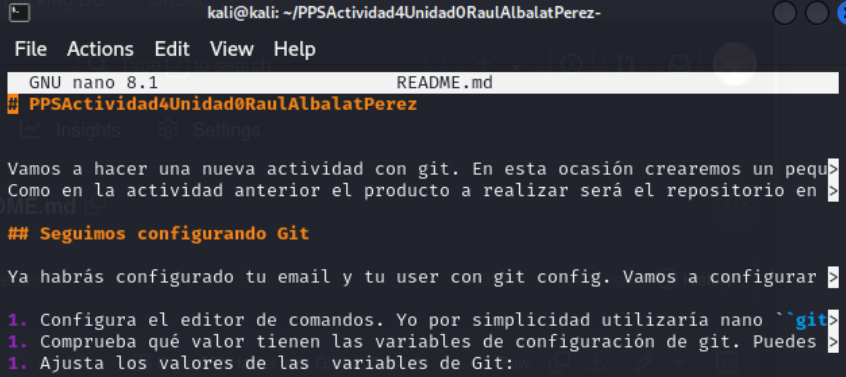 kali@kali: ~/PPSActividad4Unidad0RaulAlbalatPerez-
File Actions Edit View Help
GNU nano 8.1 README.md
# PPSActividad4Unidad0RaulAlbalatPerez
Insights Settings
Vamos a hacer una nueva actividad con git. En esta ocasión crearemos un pequ>
Como en la actividad anterior el producto a realizar será el repositorio en >
## Seguimos configurando Git
Ya habrás configurado tu email y tu user con git config. Vamos a configurar >
1. Configura el editor de comandos. Yo por simplicidad utilizaría nano ``git>
1. Comprueba qué valor tienen las variables de configuración de git. Puedes >
1. Ajusta los valores de las  variables de Git: